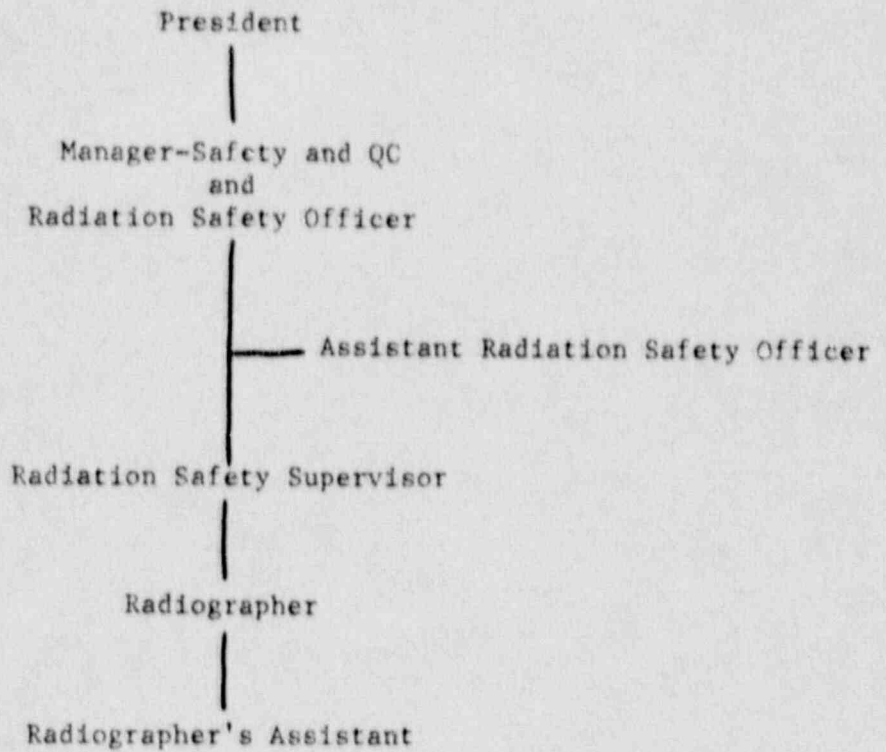 President
Manager-Safety and QC
and
Radiation Safety Officer
Assistant Radiation Safety Officer
Radiation Safety Supervisor
Radiographer
Radiographer's Assistant